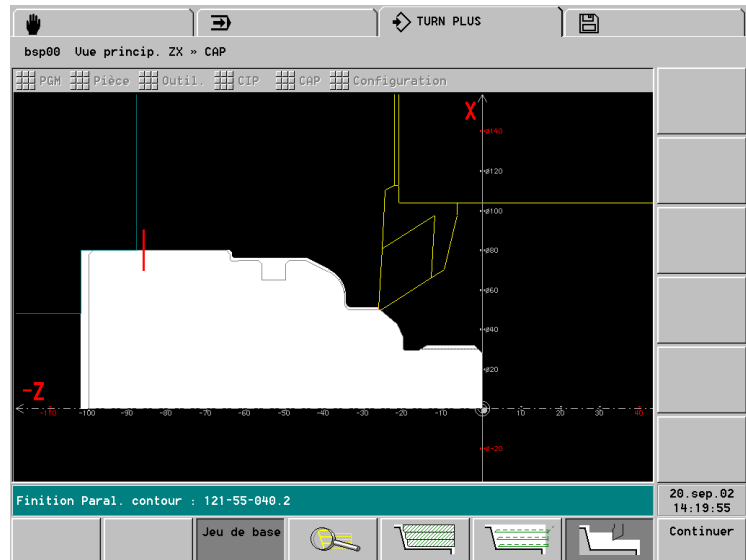 TURN PLUS
bsp00 Vue princip. ZX » CAP
PGM Pièce Outil. CIP CAP Configuration
X
ø140
ø120
ø100
ø80
ø60
ø40
ø20
-Z
-110 -100 -90 -80 -70 -60 -50 -40 -30 -20 -10 10 20 30 40
ø-20
Finition Paral. contour : 121-55-040.2
20.sep.02
14:19:55
Jeu de base
Continuer